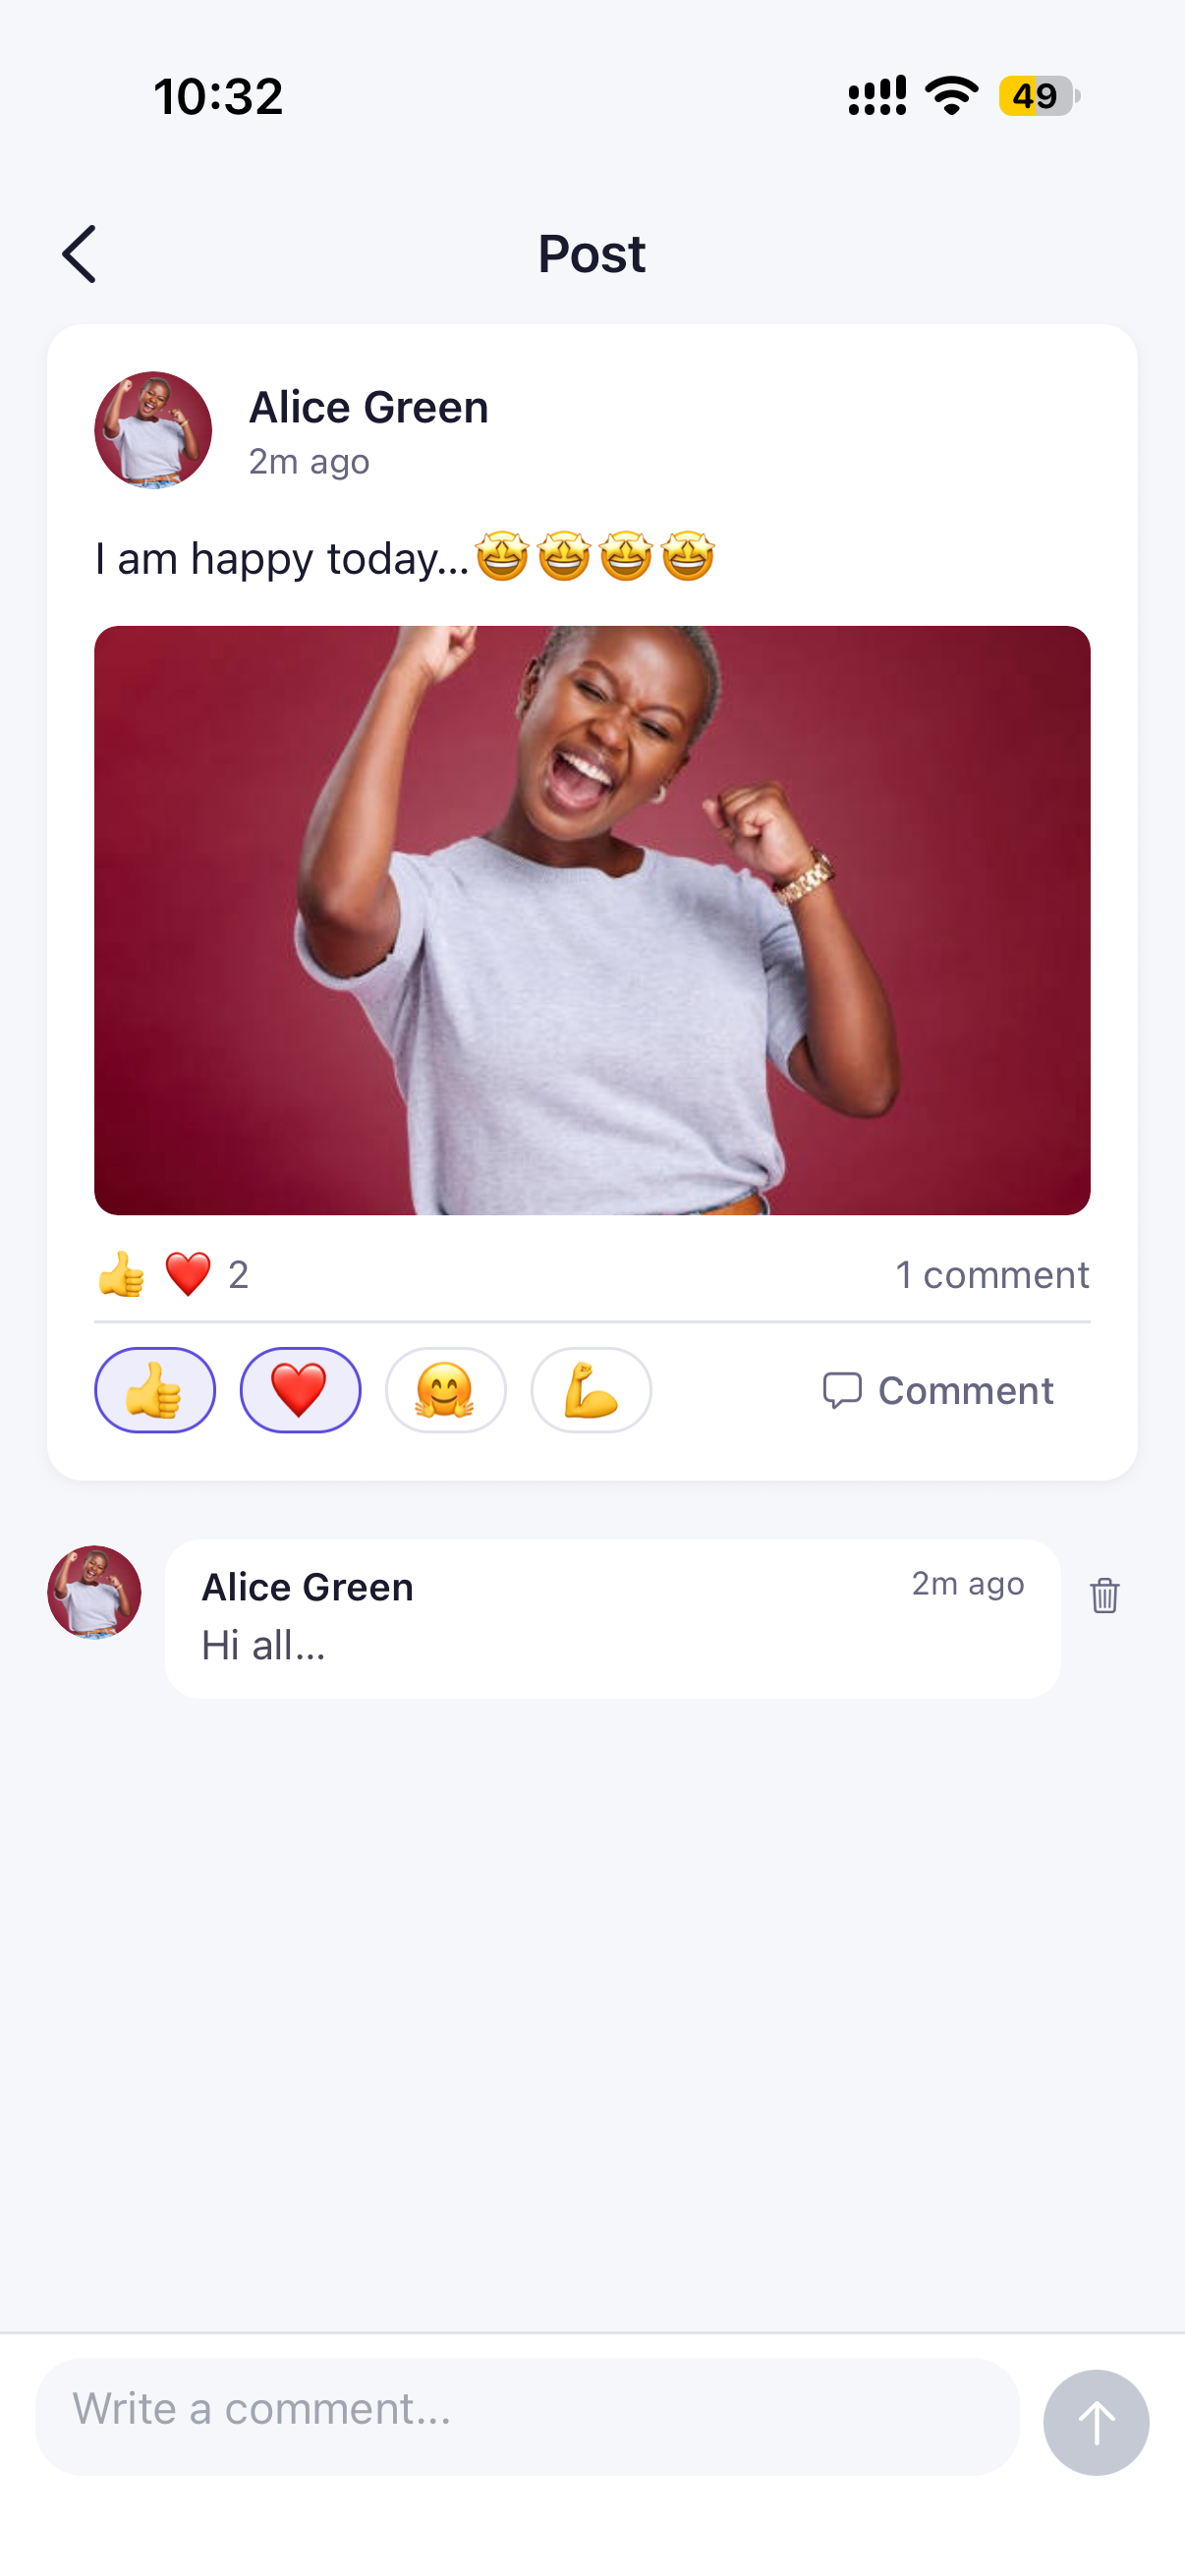 10:32
49
Post
Alice Green
2m ago
I am happy today...🤩🤩🤩🤩
👍 ❤️ 2
1 comment
👍 ❤️ 🤗 💪 Comment
Alice Green
2m ago
Hi all...
Write a comment...